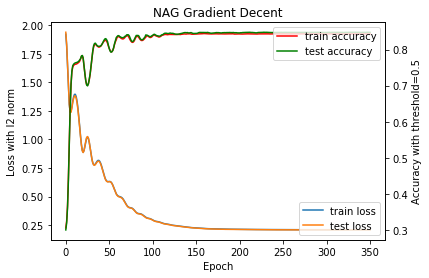 NAG Gradient Decent
2.00
1.75
1.50
1.25
1.00
0.75
0.50
0.25
Loss with l2 norm
0.8
0.7
0.6
0.5
0.4
0.3
Accuracy with threshold=0.5
train accuracy
test accuracy
train loss
test loss
0 50 100 150 200 250 300 350
Epoch